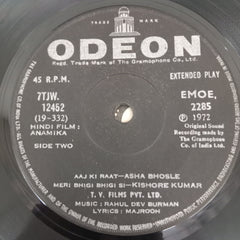 TRADE MARK
ODEON
Regd. Trade Mark of The Gramophone Co. Ltd.
45 R.P.M.
EXTENDED PLAY
7TJW.
12452
(19-332)
HINDI FILM:
ANAMIKA
SIDE TWO
EMOE.
2285
℗ 1972
Original Sound
Recording made by
The Gramophone Co.
of India Ltd.
AAJ KI RAAT—ASHA BHOSLE
MERI BHIGI BHIGI SI—KISHORE KUMAR
T. V. FILMS PVT. LTD.
MUSIC: RAHUL DEV BURMAN
LYRICS: MAJROOH